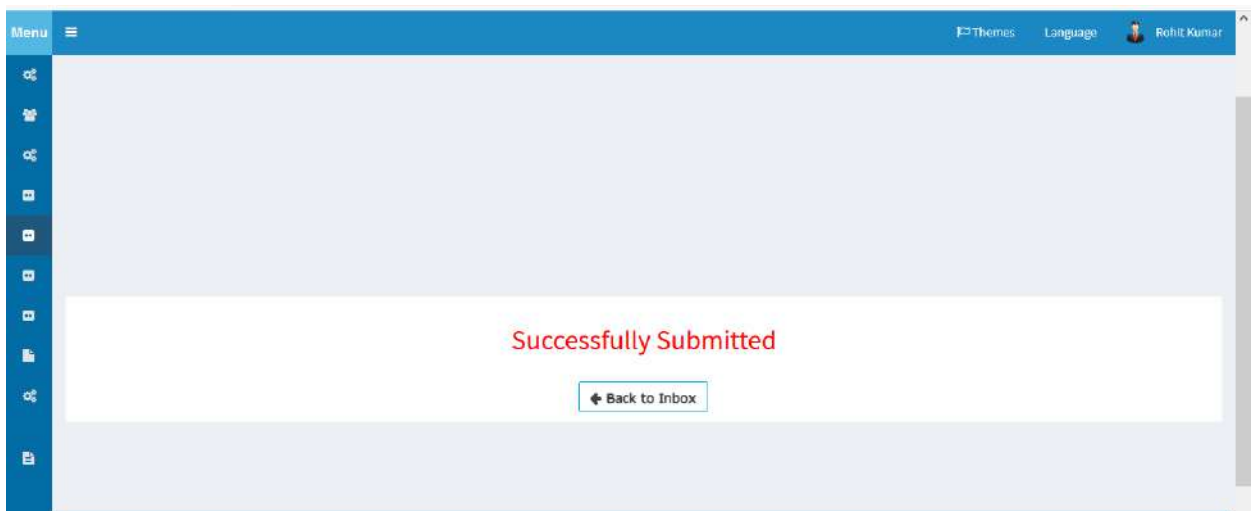 Menu
Themes Language Rohit Kumar
Successfully Submitted
Back to Inbox